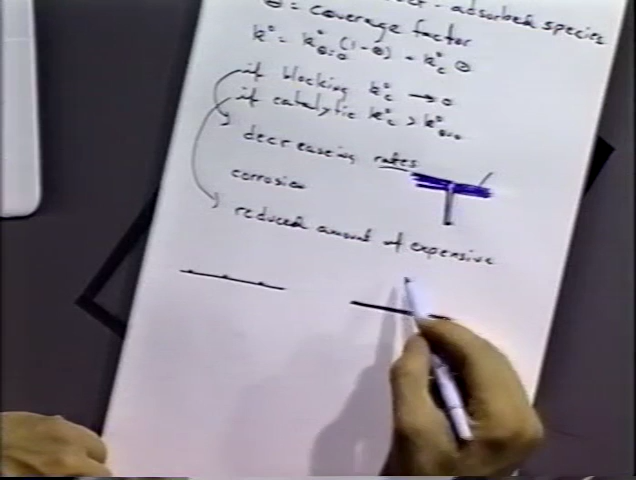 - adsorbed species
θ = coverage factor
k° = k°θ=0 (1-θ) - k°c θ
if blocking k°c → 0
if catalytic k°c > k°θ=0
decreasing rates
corrosion
reduced amount of expensive